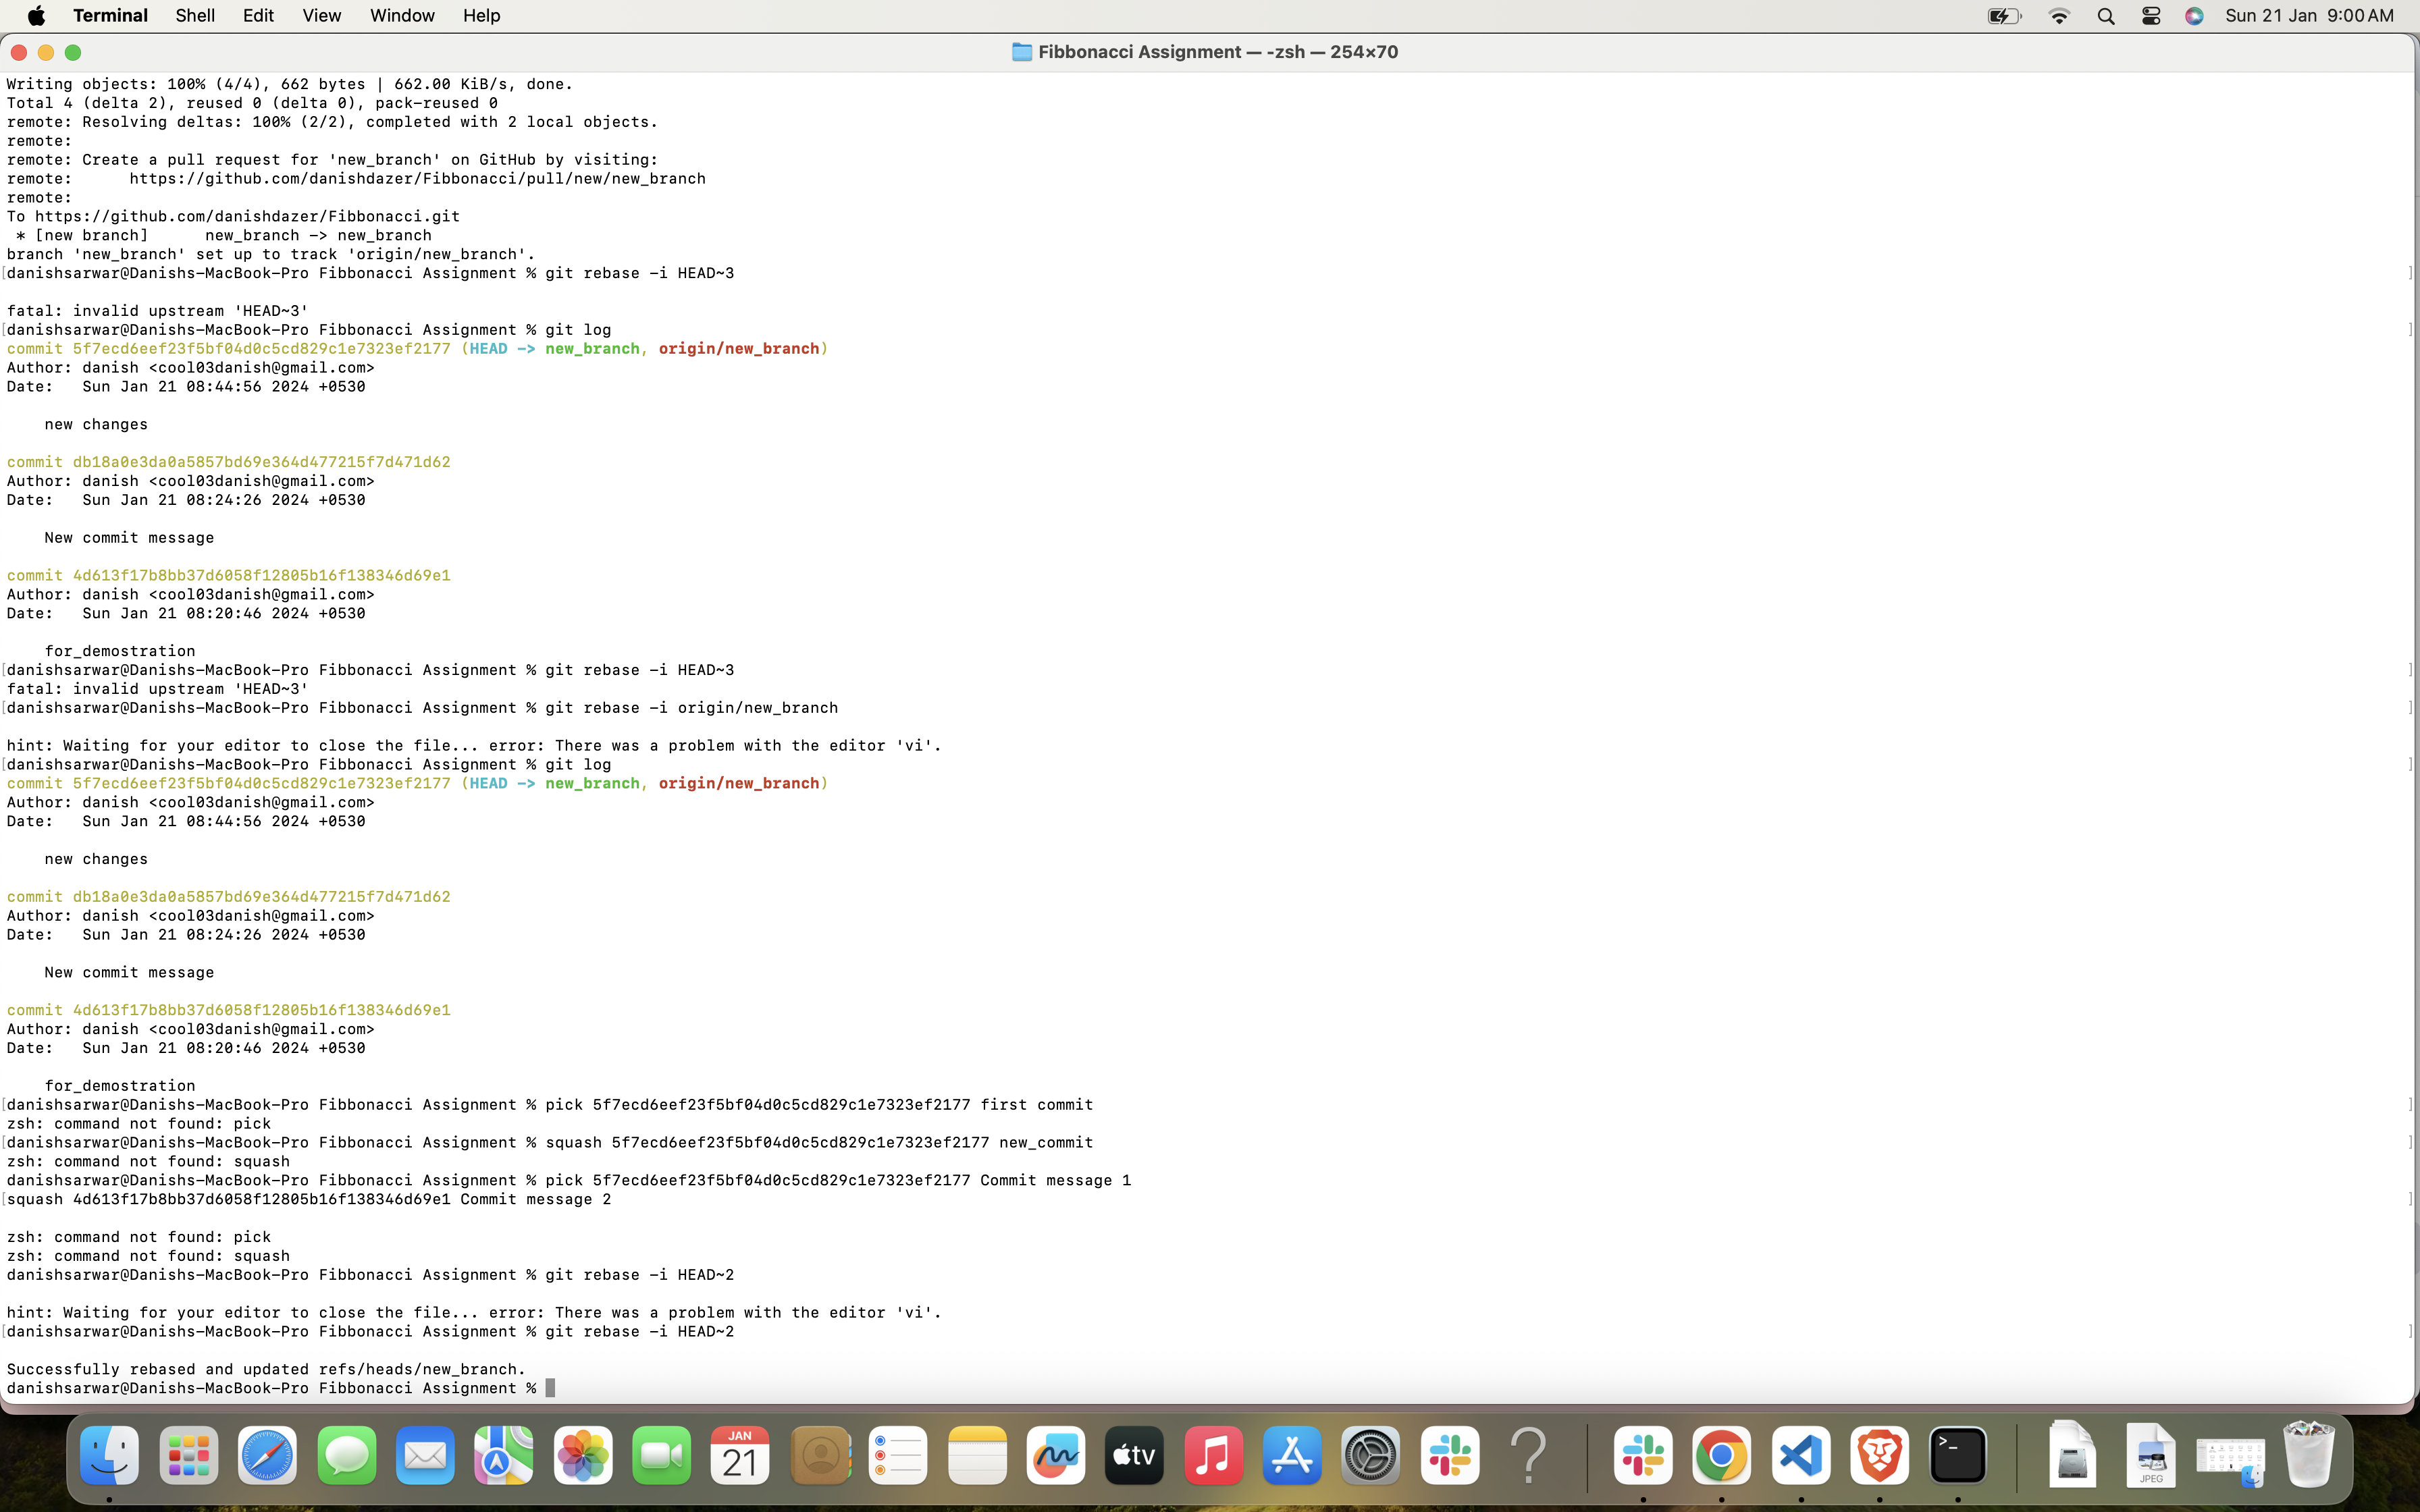 Terminal Shell Edit View Window Help Sun 21 Jan 9:00 AM
Fibbonacci Assignment — -zsh — 254×70
Writing objects: 100% (4/4), 662 bytes | 662.00 KiB/s, done.
Total 4 (delta 2), reused 0 (delta 0), pack-reused 0
remote: Resolving deltas: 100% (2/2), completed with 2 local objects.
remote:
remote: Create a pull request for 'new_branch' on GitHub by visiting:
remote:      https://github.com/danishdazer/Fibbonacci/pull/new/new_branch
remote:
To https://github.com/danishdazer/Fibbonacci.git
 * [new branch]      new_branch -> new_branch
branch 'new_branch' set up to track 'origin/new_branch'.
[danishsarwar@Danishs-MacBook-Pro Fibbonacci Assignment % git rebase -i HEAD~3 ]
fatal: invalid upstream 'HEAD~3'
[danishsarwar@Danishs-MacBook-Pro Fibbonacci Assignment % git log ]
commit 5f7ecd6eef23f5bf04d0c5cd829c1e7323ef2177 (HEAD -> new_branch, origin/new_branch)
Author: danish <cool03danish@gmail.com>
Date:   Sun Jan 21 08:44:56 2024 +0530
    new changes
commit db18a0e3da0a5857bd69e364d477215f7d471d62
Author: danish <cool03danish@gmail.com>
Date:   Sun Jan 21 08:24:26 2024 +0530
    New commit message
commit 4d613f17b8bb37d6058f12805b16f138346d69e1
Author: danish <cool03danish@gmail.com>
Date:   Sun Jan 21 08:20:46 2024 +0530
    for_demostration
[danishsarwar@Danishs-MacBook-Pro Fibbonacci Assignment % git rebase -i HEAD~3 ]
fatal: invalid upstream 'HEAD~3'
[danishsarwar@Danishs-MacBook-Pro Fibbonacci Assignment % git rebase -i origin/new_branch ]
hint: Waiting for your editor to close the file... error: There was a problem with the editor 'vi'.
[danishsarwar@Danishs-MacBook-Pro Fibbonacci Assignment % git log ]
commit 5f7ecd6eef23f5bf04d0c5cd829c1e7323ef2177 (HEAD -> new_branch, origin/new_branch)
Author: danish <cool03danish@gmail.com>
Date:   Sun Jan 21 08:44:56 2024 +0530
    new changes
commit db18a0e3da0a5857bd69e364d477215f7d471d62
Author: danish <cool03danish@gmail.com>
Date:   Sun Jan 21 08:24:26 2024 +0530
    New commit message
commit 4d613f17b8bb37d6058f12805b16f138346d69e1
Author: danish <cool03danish@gmail.com>
Date:   Sun Jan 21 08:20:46 2024 +0530
    for_demostration
[danishsarwar@Danishs-MacBook-Pro Fibbonacci Assignment % pick 5f7ecd6eef23f5bf04d0c5cd829c1e7323ef2177 first commit ]
zsh: command not found: pick
[danishsarwar@Danishs-MacBook-Pro Fibbonacci Assignment % squash 5f7ecd6eef23f5bf04d0c5cd829c1e7323ef2177 new_commit ]
zsh: command not found: squash
danishsarwar@Danishs-MacBook-Pro Fibbonacci Assignment % pick 5f7ecd6eef23f5bf04d0c5cd829c1e7323ef2177 Commit message 1
[squash 4d613f17b8bb37d6058f12805b16f138346d69e1 Commit message 2 ]
zsh: command not found: pick
zsh: command not found: squash
danishsarwar@Danishs-MacBook-Pro Fibbonacci Assignment % git rebase -i HEAD~2
hint: Waiting for your editor to close the file... error: There was a problem with the editor 'vi'.
[danishsarwar@Danishs-MacBook-Pro Fibbonacci Assignment % git rebase -i HEAD~2 ]
Successfully rebased and updated refs/heads/new_branch.
danishsarwar@Danishs-MacBook-Pro Fibbonacci Assignment %
JAN
21
tv
JPEG